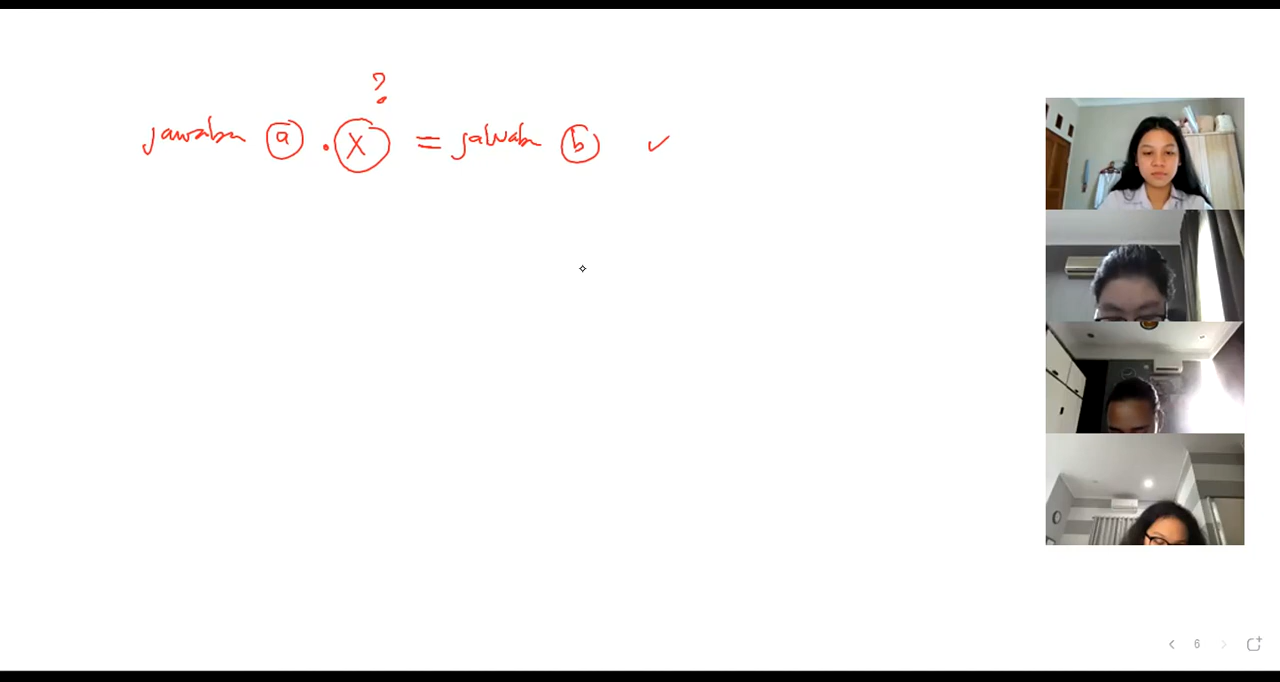 ?
jawaban a . x = jawaban b ✓
6